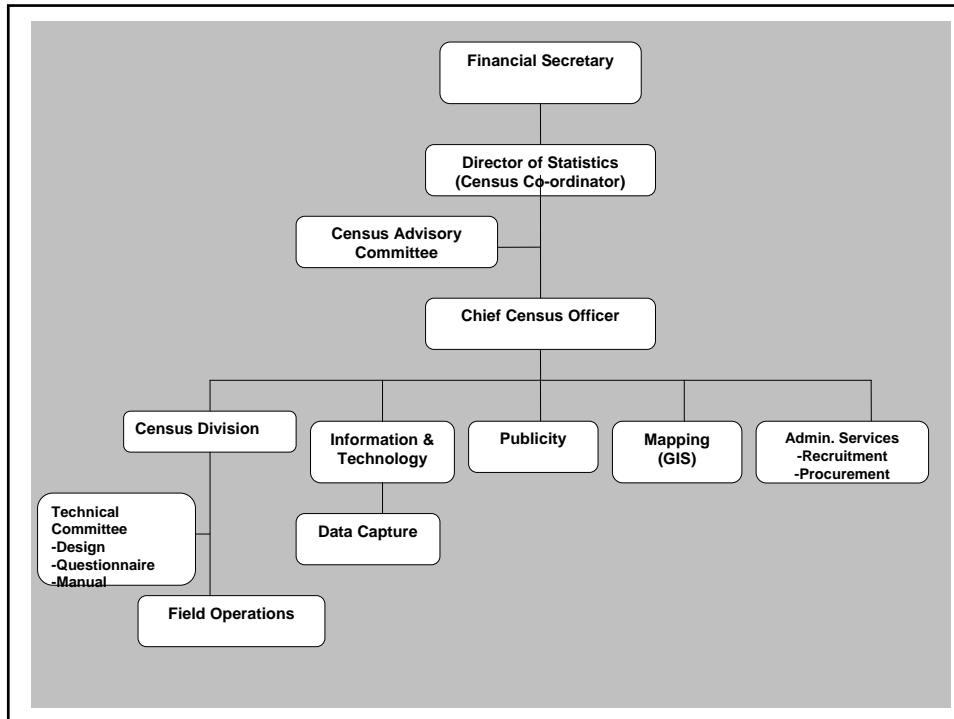 Financial Secretary
Director of Statistics
(Census Co-ordinator)
Census Advisory
Committee
Chief Census Officer
Census Division
Information &
Technology
Publicity
Mapping
(GIS)
Admin. Services
-Recruitment
-Procurement
Technical
Committee
-Design
-Questionnaire
-Manual
Data Capture
Field Operations